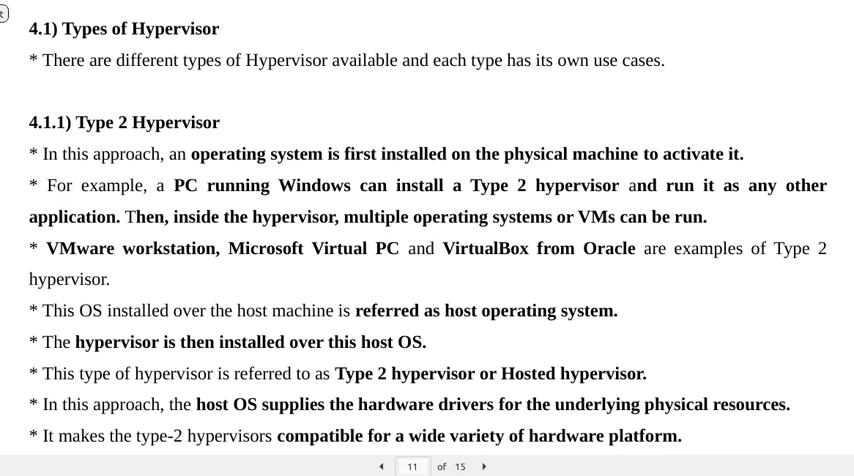 t
4.1) Types of Hypervisor
* There are different types of Hypervisor available and each type has its own use cases.
4.1.1) Type 2 Hypervisor
* In this approach, an operating system is first installed on the physical machine to activate it.
* For example, a PC running Windows can install a Type 2 hypervisor and run it as any other
application. Then, inside the hypervisor, multiple operating systems or VMs can be run.
* VMware workstation, Microsoft Virtual PC and VirtualBox from Oracle are examples of Type 2
hypervisor.
* This OS installed over the host machine is referred as host operating system.
* The hypervisor is then installed over this host OS.
* This type of hypervisor is referred to as Type 2 hypervisor or Hosted hypervisor.
* In this approach, the host OS supplies the hardware drivers for the underlying physical resources.
* It makes the type-2 hypervisors compatible for a wide variety of hardware platform.
11 of 15